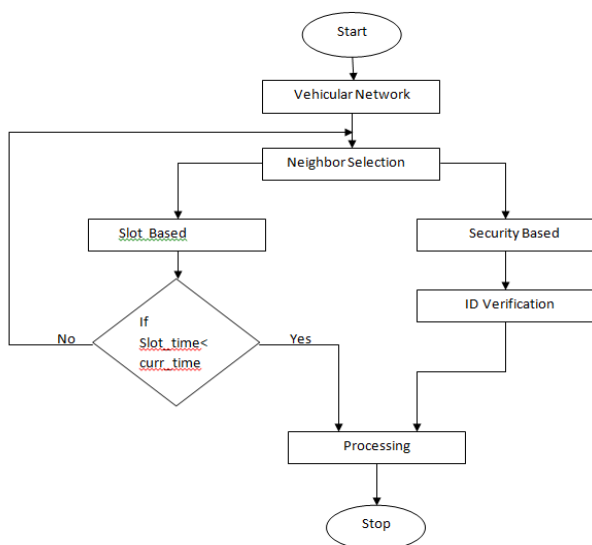 Start
Vehicular Network
Neighbor Selection
Slot Based
Security Based
ID Verification
If
Slot_time<
curr_time
No
Yes
Processing
Stop